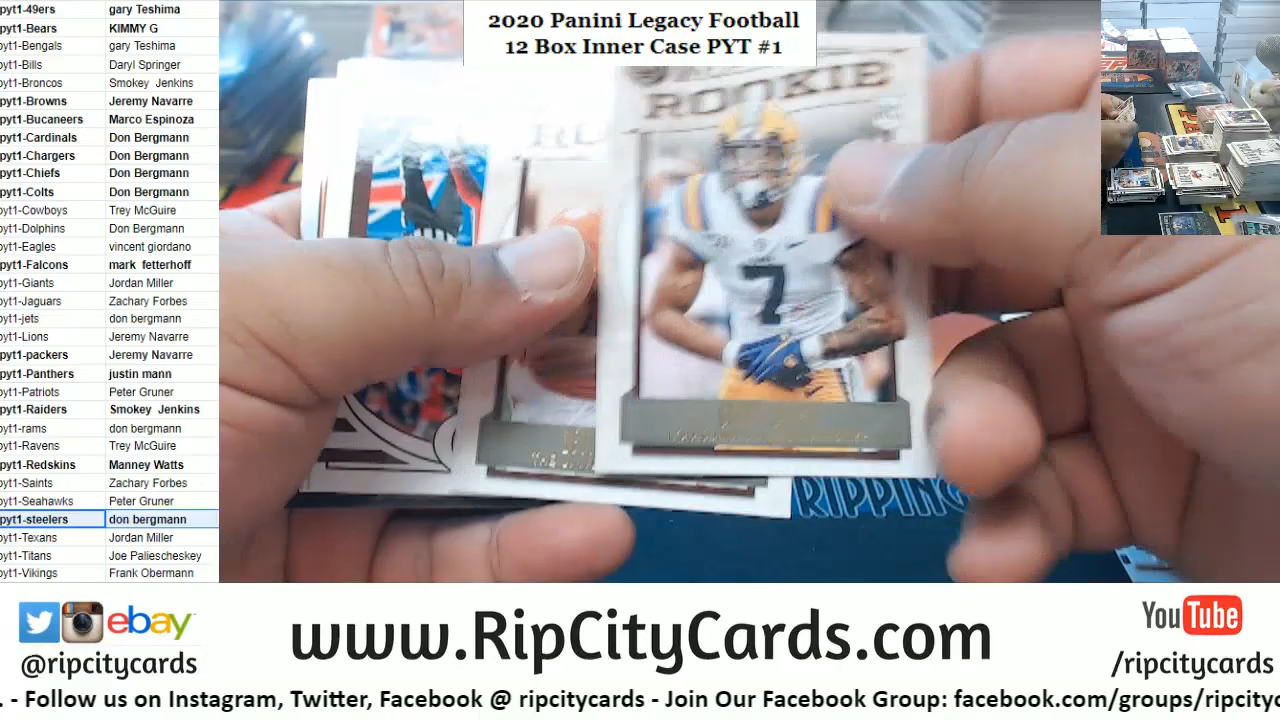 2020 Panini Legacy Football
12 Box Inner Case PYT #1
pyt1-49ers gary Teshima
pyt1-Bears KIMMY G
pyt1-Bengals gary Teshima
pyt1-Bills Daryl Springer
pyt1-Broncos Smokey Jenkins
pyt1-Browns Jeremy Navarre
pyt1-Bucaneers Marco Espinoza
pyt1-Cardinals Don Bergmann
pyt1-Chargers Don Bergmann
pyt1-Chiefs Don Bergmann
pyt1-Colts Don Bergmann
pyt1-Cowboys Trey McGuire
pyt1-Dolphins Don Bergmann
pyt1-Eagles vincent giordano
pyt1-Falcons mark fetterhoff
pyt1-Giants Jordan Miller
pyt1-Jaguars Zachary Forbes
pyt1-jets don bergmann
pyt1-Lions Jeremy Navarre
pyt1-packers Jeremy Navarre
pyt1-Panthers justin mann
pyt1-Patriots Peter Gruner
pyt1-Raiders Smokey Jenkins
pyt1-rams don bergmann
pyt1-Ravens Trey McGuire
pyt1-Redskins Manney Watts
pyt1-Saints Zachary Forbes
pyt1-Seahawks Peter Gruner
pyt1-steelers don bergmann
pyt1-Texans Jordan Miller
pyt1-Titans Joe Paliescheskey
pyt1-Vikings Frank Obermann
ROOKIE
7
RIPPING
ebay
@ripcitycards
www.RipCityCards.com
YouTube
/ripcitycards
. - Follow us on Instagram, Twitter, Facebook @ ripcitycards - Join Our Facebook Group: facebook.com/groups/ripcityc